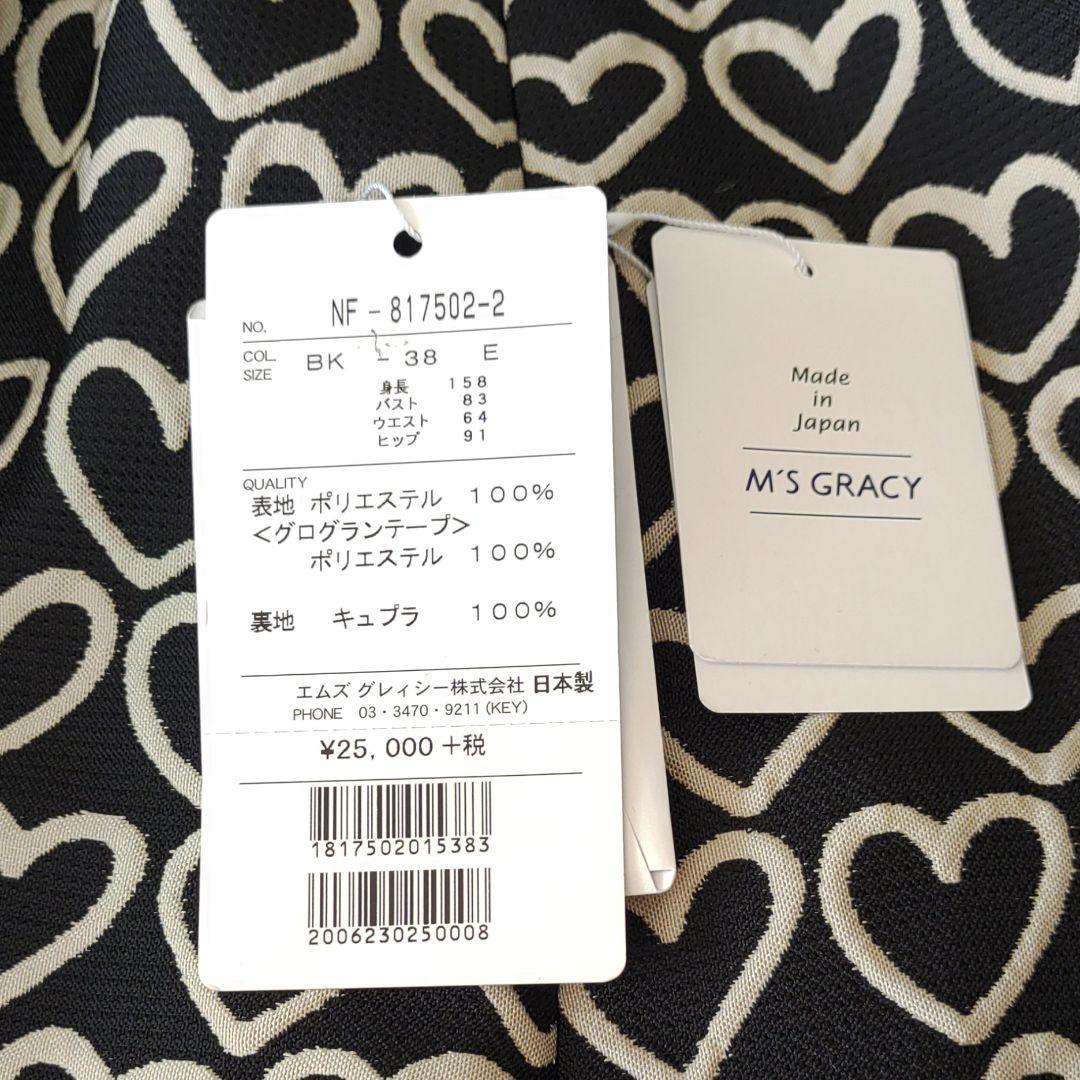 NO. NF-817502-2
COL. SIZE BK - 38 E
身長 158
バスト 83
ウエスト 64
ヒップ 91
QUALITY
表地 ポリエステル 100%
<グログランテープ>
ポリエステル 100%
裏地 キュプラ 100%
エムズ グレィシー株式会社 日本製
PHONE 03・3470・9211(KEY)
¥25,000+税
1817502015383
2006230250008
Made
in
Japan
M'S GRACY